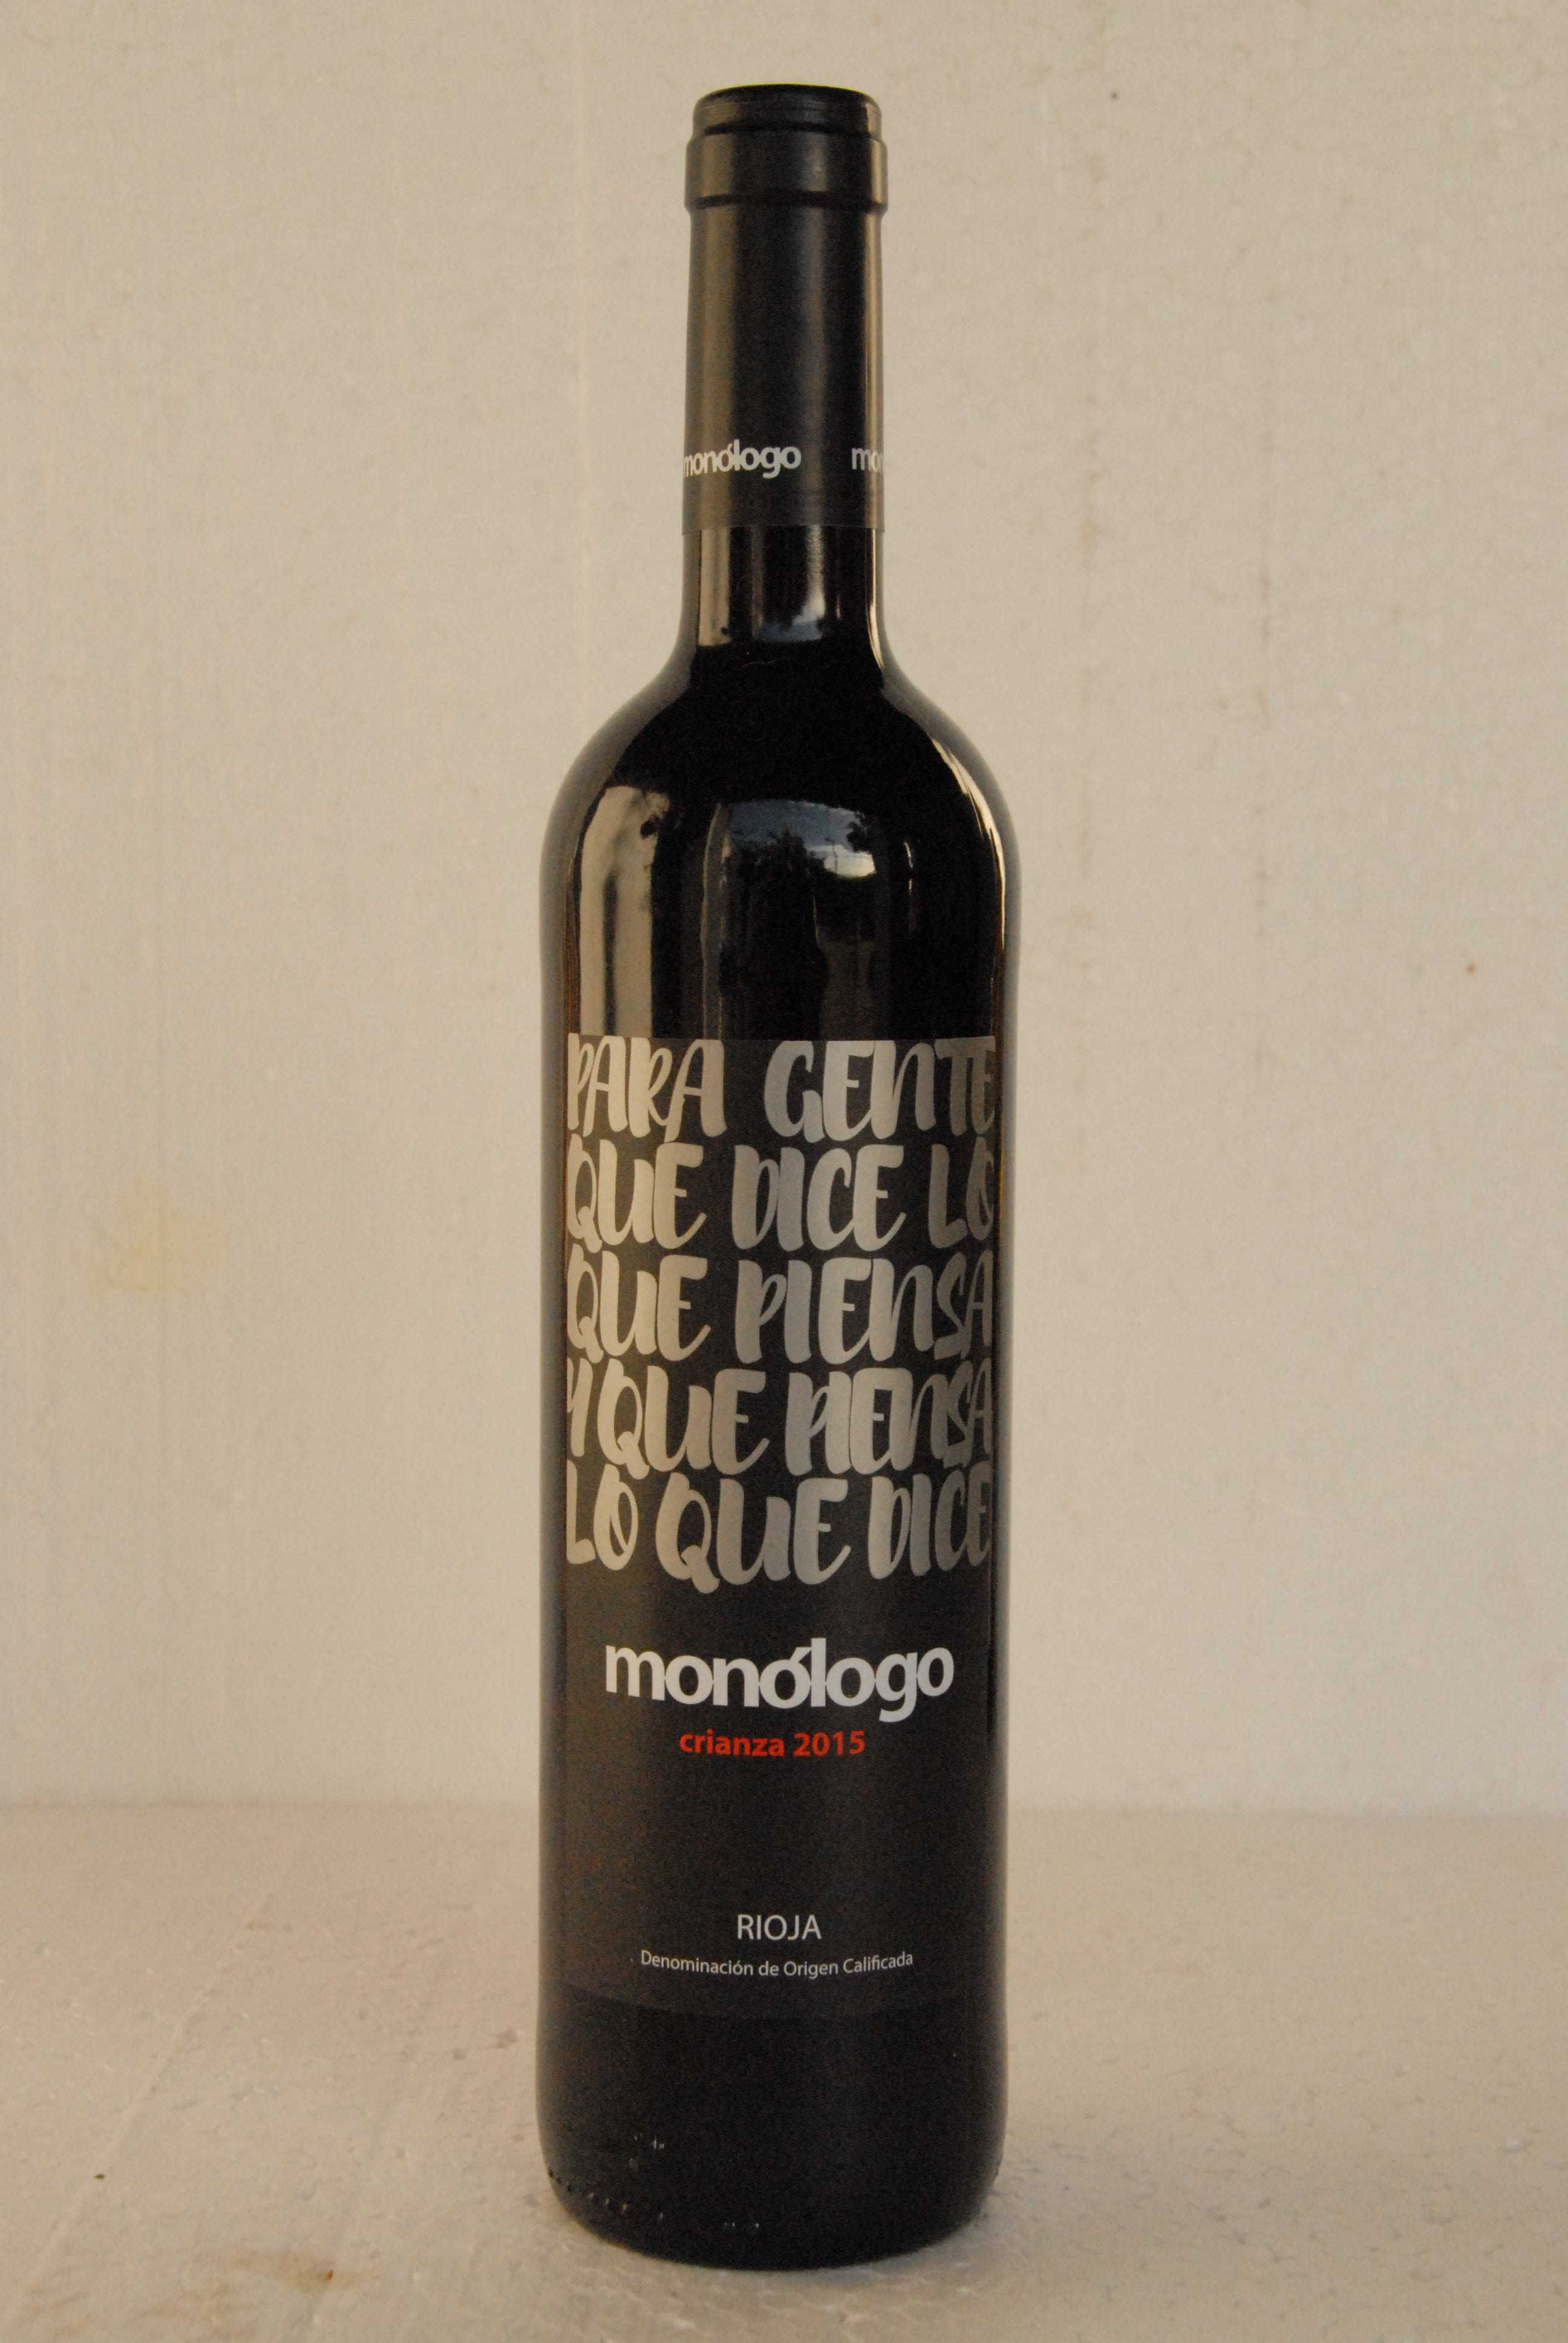 monólogo mo
PARA GENTE
QUE DICE LO
QUE PIENSA
Y QUE PIENSA
LO QUE DICE
monólogo
crianza 2015
RIOJA
Denominación de Origen Calificada